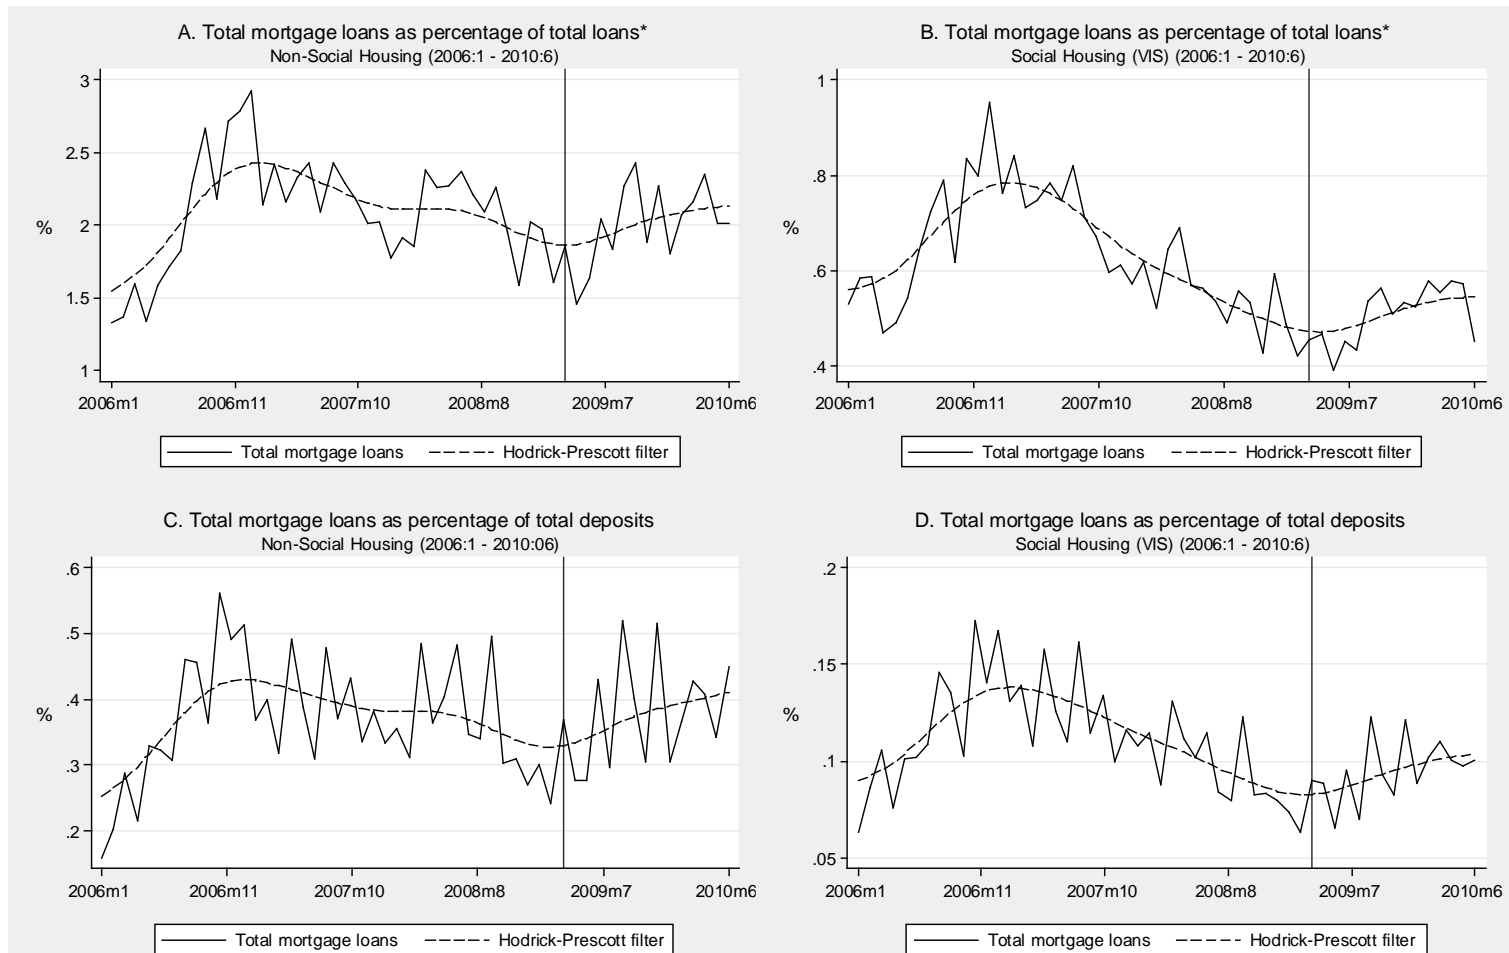 A. Total mortgage loans as percentage of total loans*
Non-Social Housing (2006:1 - 2010:6)
3
2.5
2
1.5
1
%
2006m1 2006m11 2007m10 2008m8 2009m7 2010m6
Total mortgage loans Hodrick-Prescott filter
B. Total mortgage loans as percentage of total loans*
Social Housing (VIS) (2006:1 - 2010:6)
1
.8
.6
.4
%
2006m1 2006m11 2007m10 2008m8 2009m7 2010m6
Total mortgage loans Hodrick-Prescott filter
C. Total mortgage loans as percentage of total deposits
Non-Social Housing (2006:1 - 2010:06)
.6
.5
.4
.3
.2
%
2006m1 2006m11 2007m10 2008m8 2009m7 2010m6
Total mortgage loans Hodrick-Prescott filter
D. Total mortgage loans as percentage of total deposits
Social Housing (VIS) (2006:1 - 2010:6)
.2
.15
.1
.05
%
2006m1 2006m11 2007m10 2008m8 2009m7 2010m6
Total mortgage loans Hodrick-Prescott filter